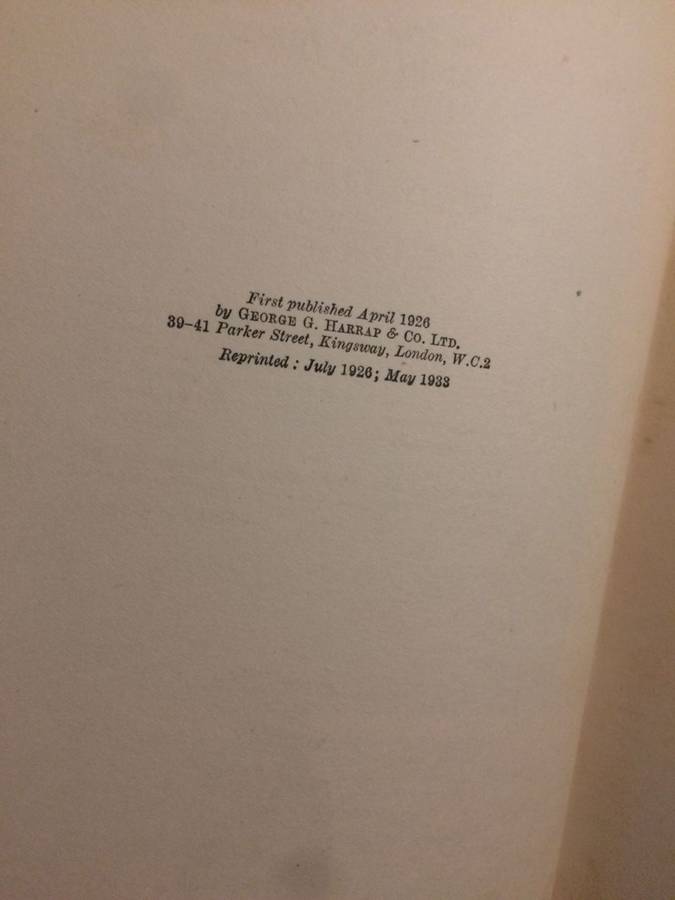 First published April 1926
by GEORGE G. HARRAP & CO. LTD.
39-41 Parker Street, Kingsway, London, W.C.2
Reprinted : July 1926; May 1933